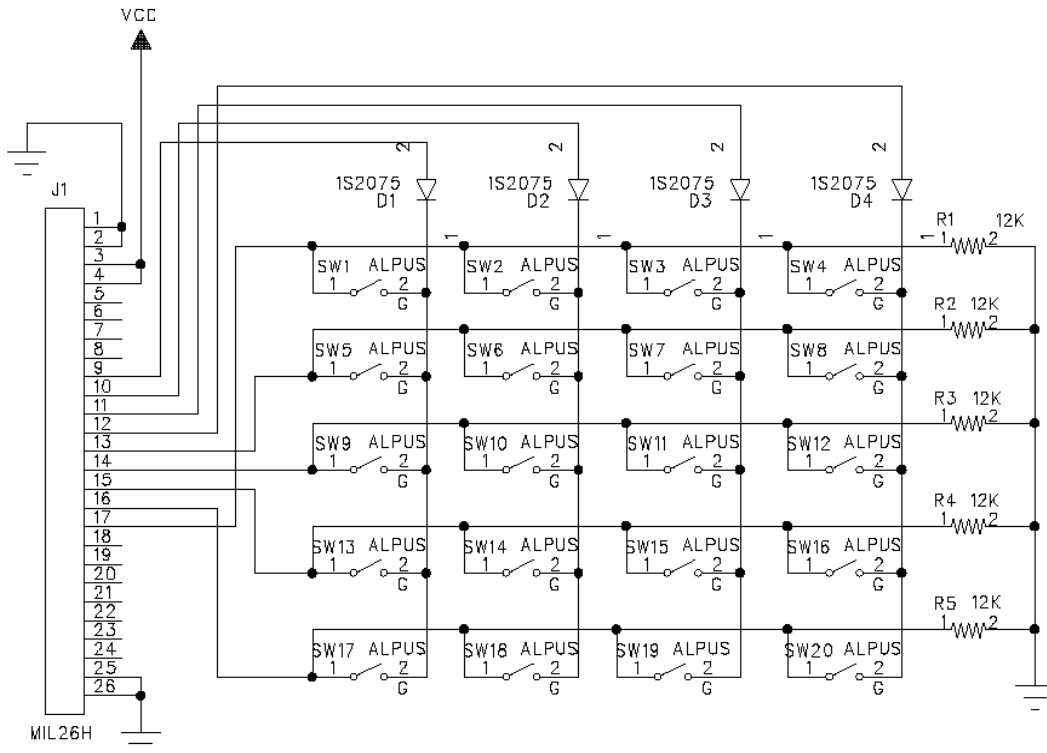 VCC
J1
1
2
3
4
5
6
7
8
9
10
11
12
13
14
15
16
17
18
19
20
21
22
23
24
25
26
MIL26H
2 2 2 2
1S2075 1S2075 1S2075 1S2075
D1 D2 D3 D4
1 1 1 1
R1 12K
1 2
SW1 ALPUS SW2 ALPUS SW3 ALPUS SW4 ALPUS
1 2 1 2 1 2 1 2
G G G G
R2 12K
1 2
SW5 ALPUS SW6 ALPUS SW7 ALPUS SW8 ALPUS
1 2 1 2 1 2 1 2
G G G G
R3 12K
1 2
SW9 ALPUS SW10 ALPUS SW11 ALPUS SW12 ALPUS
1 2 1 2 1 2 1 2
G G G G
R4 12K
1 2
SW13 ALPUS SW14 ALPUS SW15 ALPUS SW16 ALPUS
1 2 1 2 1 2 1 2
G G G G
R5 12K
1 2
SW17 ALPUS SW18 ALPUS SW19 ALPUS SW20 ALPUS
1 2 1 2 1 2 1 2
G G G G